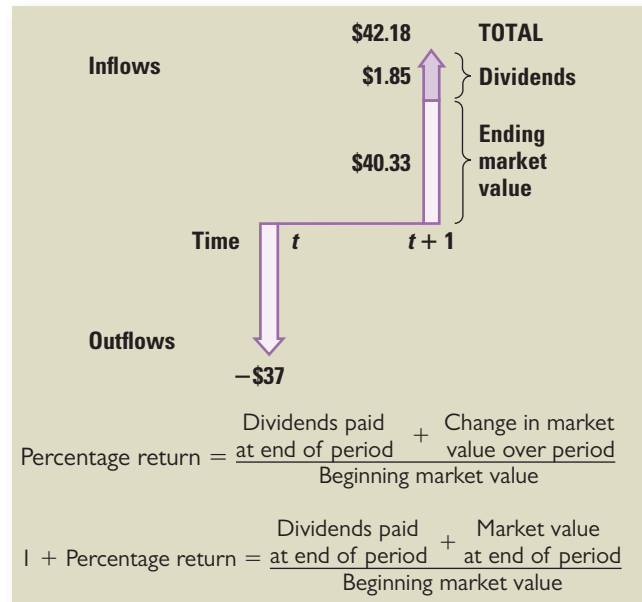 $42.18 TOTAL
Inflows
$1.85 Dividends
Ending
$40.33 market
value
Time t t + 1
Outflows
−$37
Dividends paid Change in market
Percentage return = at end of period + value over period
Beginning market value
Dividends paid Market value
1 + Percentage return = at end of period + at end of period
Beginning market value